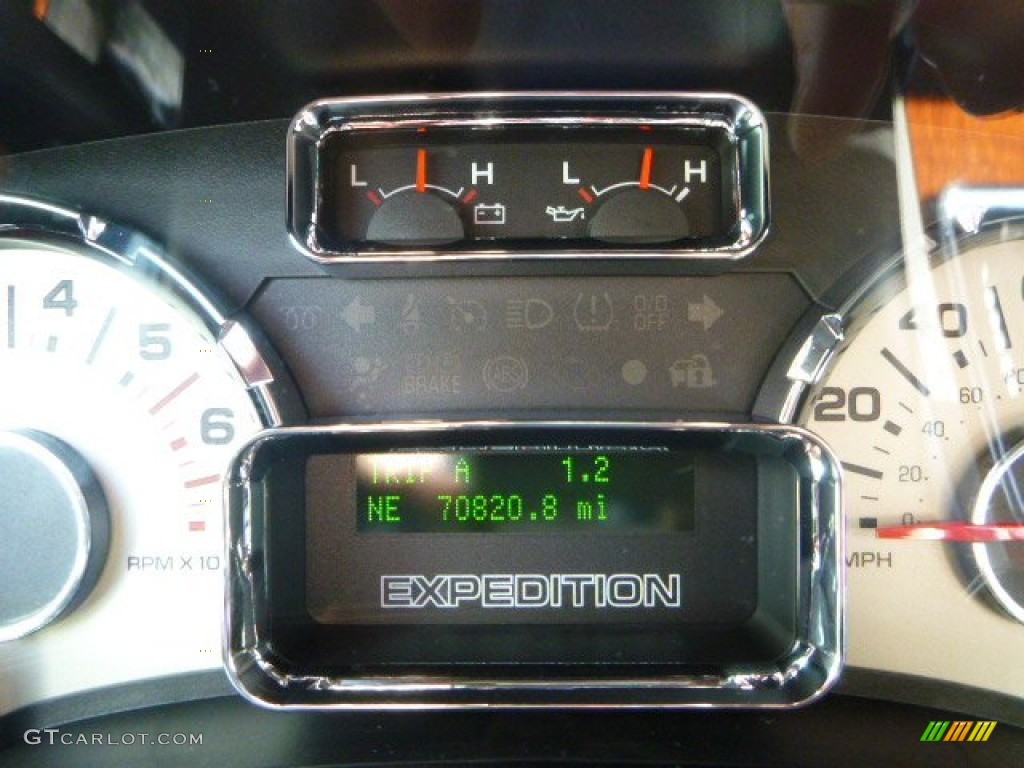 L H L H
4 5 6
RPM X 10
O/D OFF
BRAKE
ABS
TRIP A 1.2
NE 70820.8 mi
EXPEDITION
40 20
60 40 20 0
MPH
GTCARLOT.COM